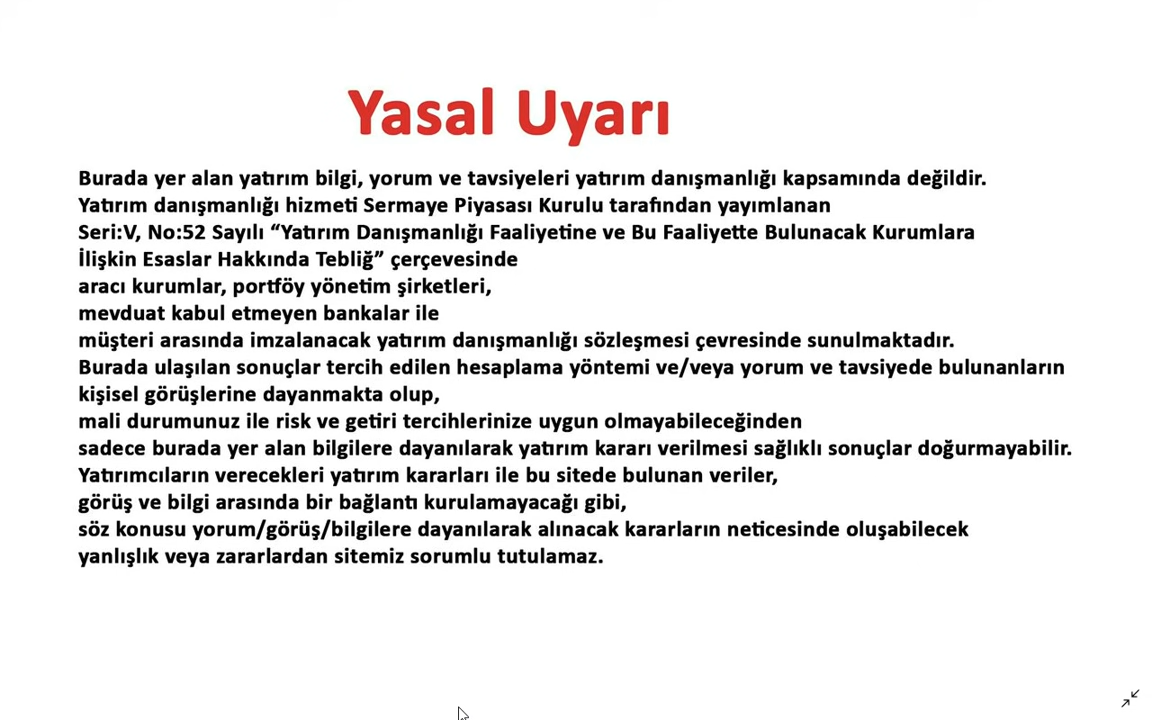 Yasal Uyarı
Burada yer alan yatırım bilgi, yorum ve tavsiyeleri yatırım danışmanlığı kapsamında değildir.
Yatırım danışmanlığı hizmeti Sermaye Piyasası Kurulu tarafından yayımlanan
Seri:V, No:52 Sayılı “Yatırım Danışmanlığı Faaliyetine ve Bu Faaliyette Bulunacak Kurumlara
İlişkin Esaslar Hakkında Tebliğ” çerçevesinde
aracı kurumlar, portföy yönetim şirketleri,
mevduat kabul etmeyen bankalar ile
müşteri arasında imzalanacak yatırım danışmanlığı sözleşmesi çevresinde sunulmaktadır.
Burada ulaşılan sonuçlar tercih edilen hesaplama yöntemi ve/veya yorum ve tavsiyede bulunanların
kişisel görüşlerine dayanmakta olup,
mali durumunuz ile risk ve getiri tercihlerinize uygun olmayabileceğinden
sadece burada yer alan bilgilere dayanılarak yatırım kararı verilmesi sağlıklı sonuçlar doğurmayabilir.
Yatırımcıların verecekleri yatırım kararları ile bu sitede bulunan veriler,
görüş ve bilgi arasında bir bağlantı kurulamayacağı gibi,
söz konusu yorum/görüş/bilgilere dayanılarak alınacak kararların neticesinde oluşabilecek
yanlışlık veya zararlardan sitemiz sorumlu tutulamaz.